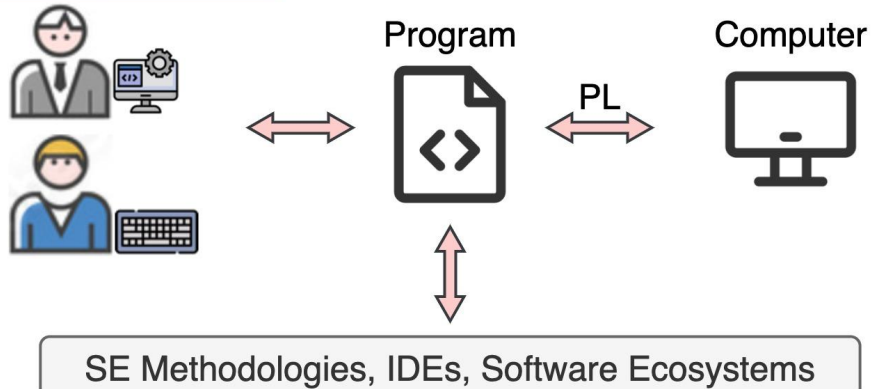 Program
Computer
PL
SE Methodologies, IDEs, Software Ecosystems